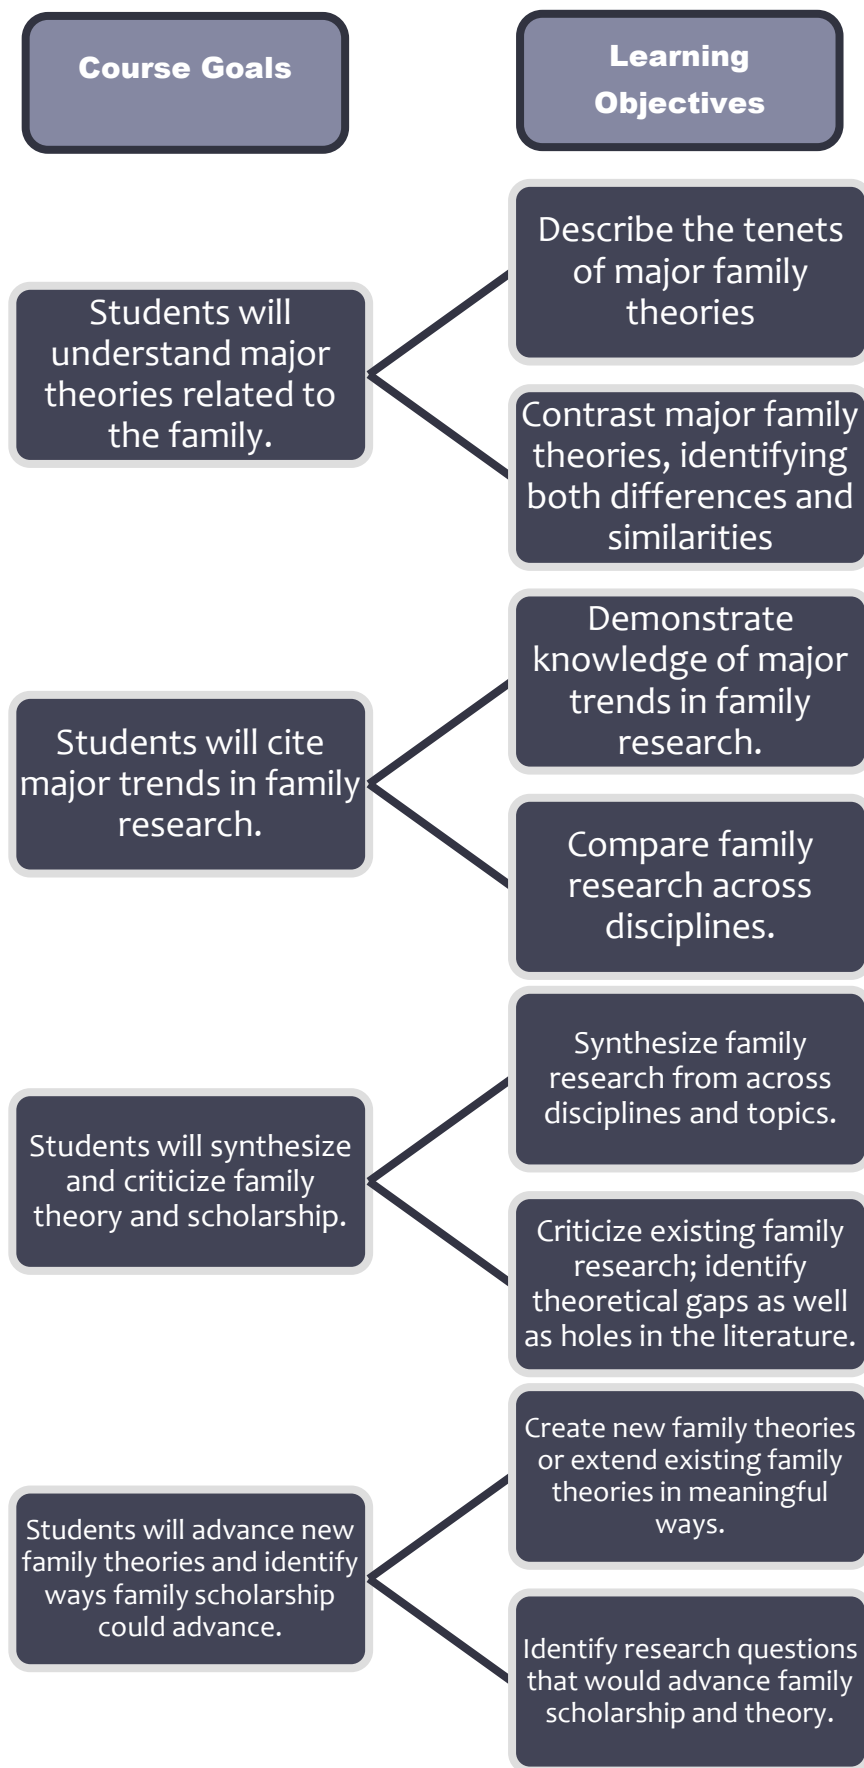 Course Goals
Learning
Objectives
Students will
understand major
theories related to
the family.
Describe the tenets
of major family
theories
Contrast major family
theories, identifying
both differences and
similarities
Students will cite
major trends in family
research.
Demonstrate
knowledge of major
trends in family
research.
Compare family
research across
disciplines.
Students will synthesize
and criticize family
theory and scholarship.
Synthesize family
research from across
disciplines and topics.
Criticize existing family
research; identify
theoretical gaps as well
as holes in the literature.
Students will advance new
family theories and identify
ways family scholarship
could advance.
Create new family theories
or extend existing family
theories in meaningful
ways.
Identify research questions
that would advance family
scholarship and theory.